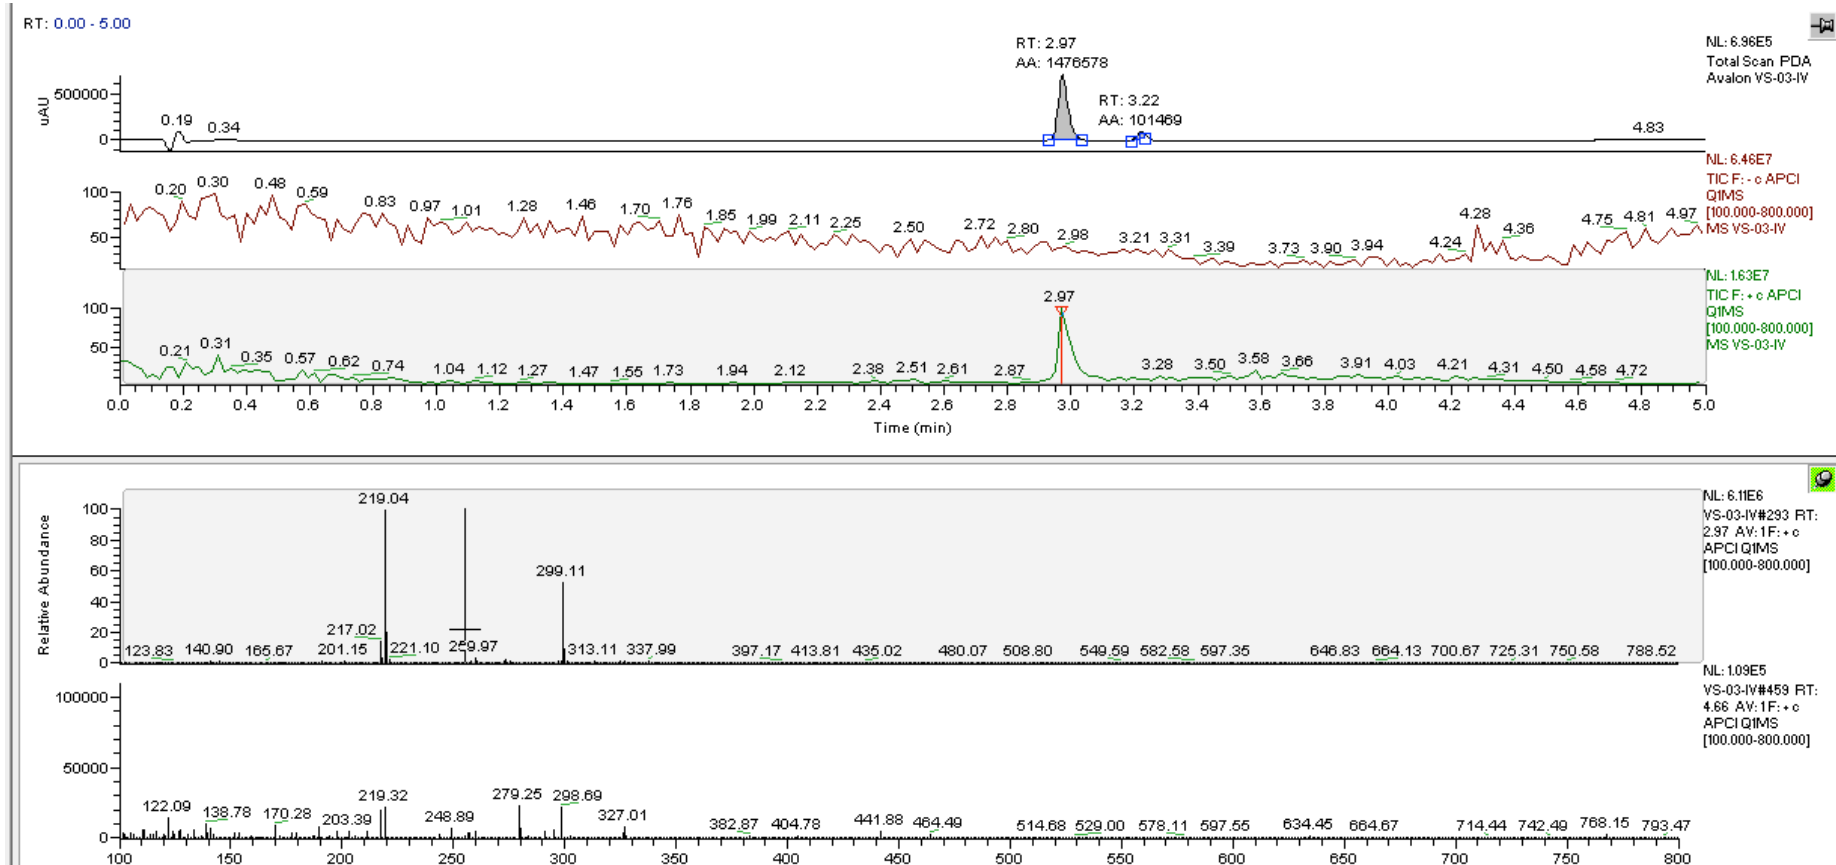 RT: 0.00 - 5.00
RT: 2.97
AA: 1476578
RT: 3.22
AA: 101469
NL: 6.96E5
Total Scan PDA
Avalon VS-03-IV
uAU
500000
0
0.19
0.34
4.83
NL: 6.46E7
TIC F: - c APCI
Q1MS
[100.000-800.000]
MS VS-03-IV
100
50
0.20 0.30 0.48 0.59 0.83 0.97 1.01 1.28 1.46 1.70 1.76 1.85 1.99 2.11 2.25 2.50 2.72 2.80 2.98 3.21 3.31 3.39 3.73 3.90 3.94 4.24 4.28 4.36 4.75 4.81 4.97
NL: 1.63E7
TIC F: + c APCI
Q1MS
[100.000-800.000]
MS VS-03-IV
2.97
100
50
0.21 0.31 0.35 0.57 0.62 0.74 1.04 1.12 1.27 1.47 1.55 1.73 1.94 2.12 2.38 2.51 2.61 2.87 3.28 3.50 3.58 3.66 3.91 4.03 4.21 4.31 4.50 4.58 4.72
0.0 0.2 0.4 0.6 0.8 1.0 1.2 1.4 1.6 1.8 2.0 2.2 2.4 2.6 2.8 3.0 3.2 3.4 3.6 3.8 4.0 4.2 4.4 4.6 4.8 5.0
Time (min)
NL: 6.11E6
VS-03-IV#293 RT:
2.97 AV: 1 F: + c
APCI Q1MS
[100.000-800.000]
Relative Abundance
100
80
60
40
20
0
219.04
299.11
217.02
123.83 140.90 165.67 201.15 221.10 259.97 313.11 337.99 397.17 413.81 435.02 480.07 508.80 549.59 582.58 597.35 646.83 664.13 700.67 725.31 750.58 788.52
NL: 1.09E5
VS-03-IV#459 RT:
4.66 AV: 1 F: + c
APCI Q1MS
[100.000-800.000]
100000
50000
0
122.09 138.78 170.28 203.39 219.32 248.89 279.25 298.69 327.01 382.87 404.78 441.88 464.49 514.68 529.00 578.11 597.55 634.45 664.67 714.44 742.49 768.15 793.47
100 150 200 250 300 350 400 450 500 550 600 650 700 750 800